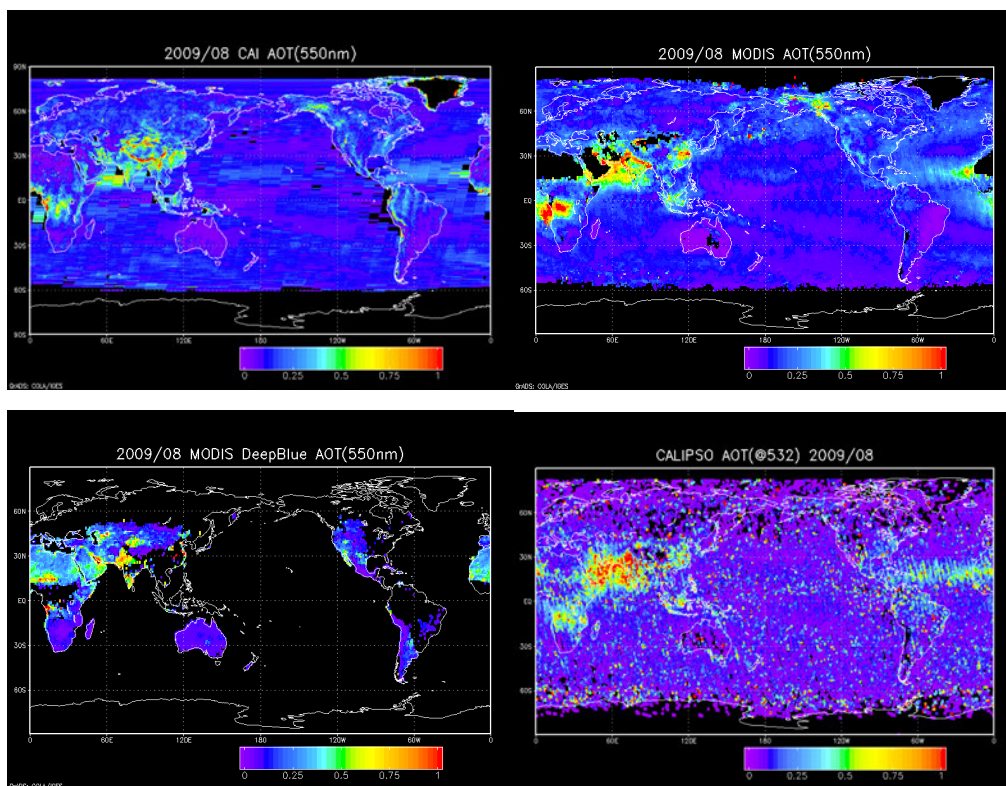 2009/08 CAI AOT(550nm)
90N
60N
30N
EQ
30S
60S
90S
0 60E 120E 180 120W 60W 0
0 0.25 0.5 0.75 1
GrADS: COLA/IGES
2009/08 MODIS AOT(550nm)
60N
30N
EQ
30S
60S
0 60E 120E 180 120W 60W 0
0 0.25 0.5 0.75 1
2009/08 MODIS DeepBlue AOT(550nm)
60N
30N
EQ
30S
60S
0 60E 120E 180 120W 60W 0
0 0.25 0.5 0.75 1
CALIPSO AOT(@532) 2009/08
60N
30N
EQ
30S
60S
0 60E 120E 180 120W 60W 0
0 0.25 0.5 0.75 1